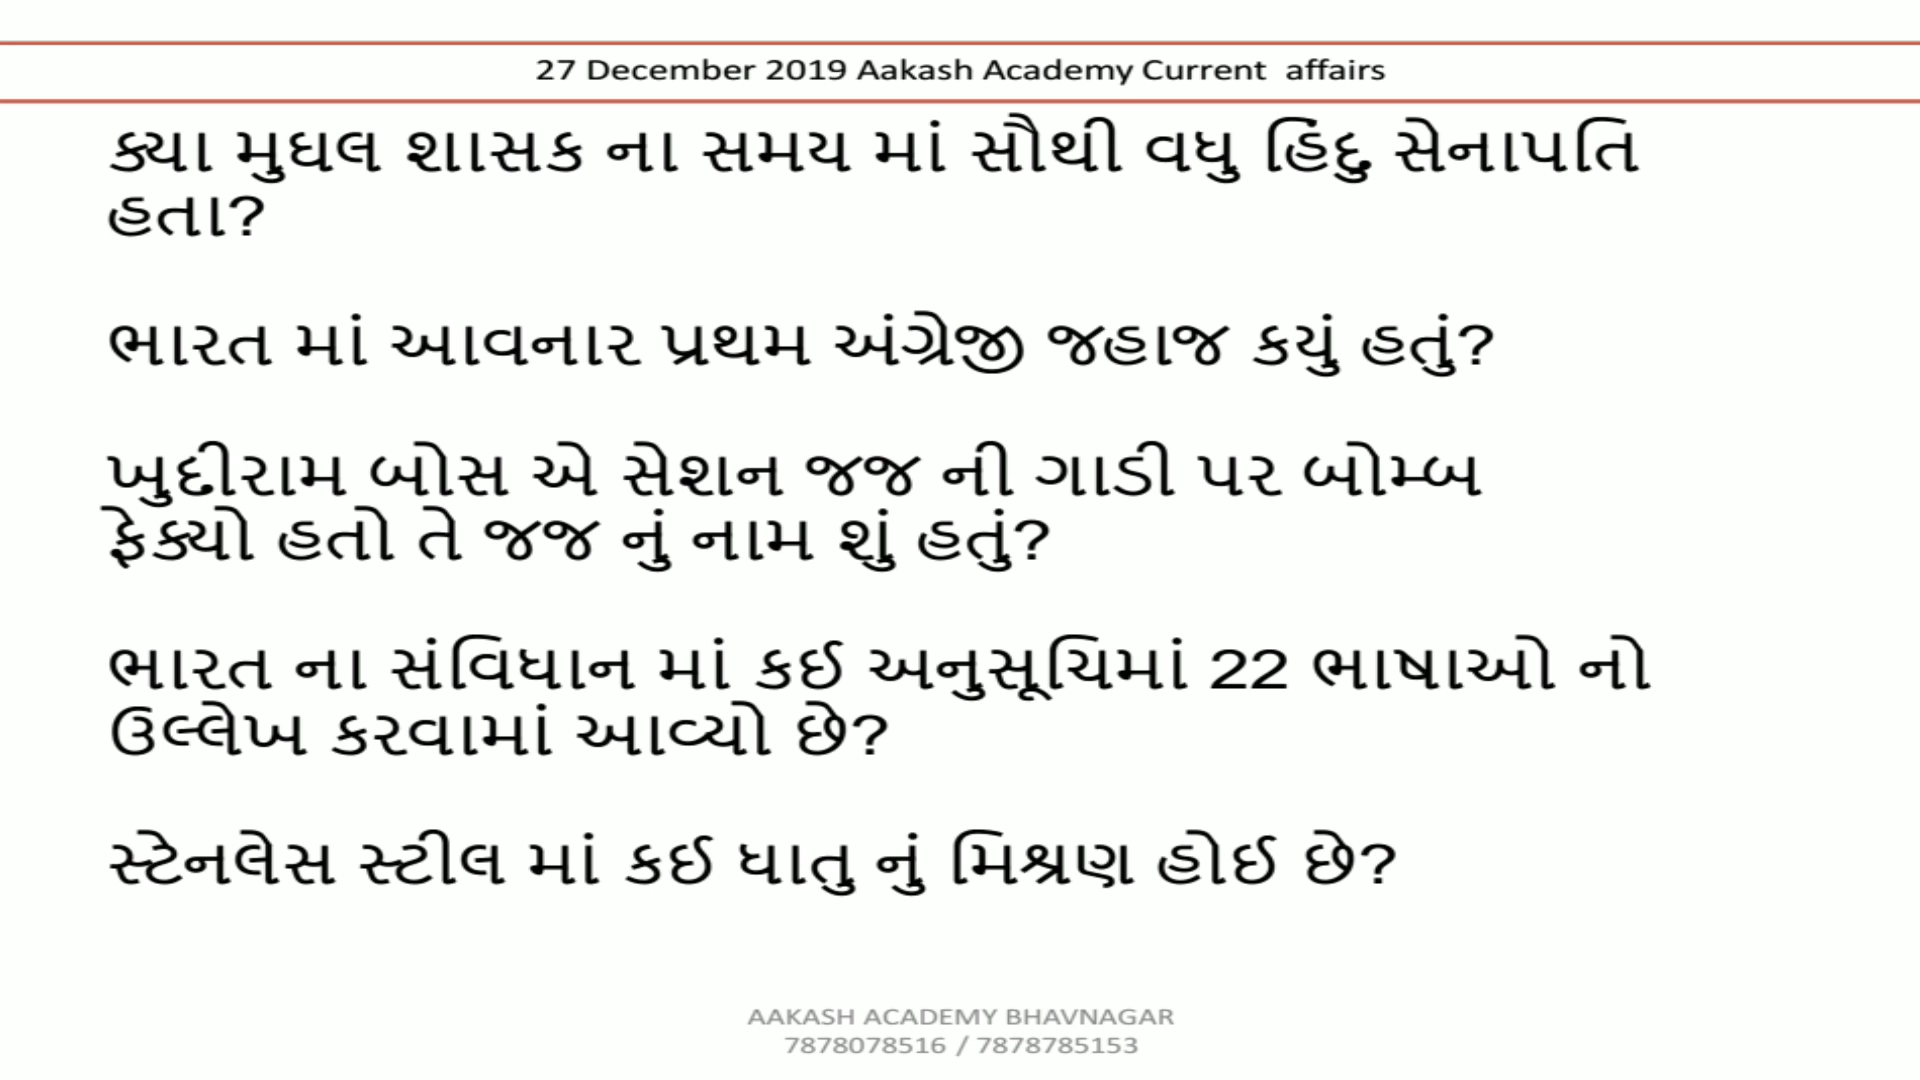 27 December 2019 Aakash Academy Current affairs
ક્યા મુઘલ શાસક ના સમય માં સૌથી વધુ હિંદુ સેનાપતિ
હતા?
ભારત માં આવનાર પ્રથમ અંગ્રેજી જહાજ કયું હતું?
ખુદીરામ બોસ એ સેશન જજ ની ગાડી પર બોમ્બ
ફેક્યો હતો તે જજ નું નામ શું હતું?
ભારત ના સંવિધાન માં કઈ અનુસૂચિમાં 22 ભાષાઓ નો
ઉલ્લેખ કરવામાં આવ્યો છે?
સ્ટેનલેસ સ્ટીલ માં કઈ ધાતુ નું મિશ્રણ હોઈ છે?
AAKASH ACADEMY BHAVNAGAR
7878078516 / 7878785153